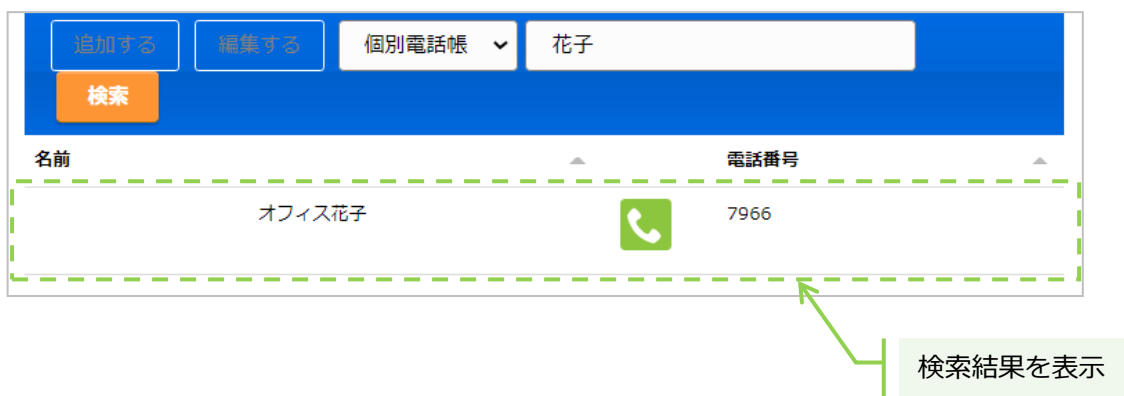 追加する 編集する 個別電話帳 花子
検索
名前 電話番号
オフィス花子 7966
検索結果を表示